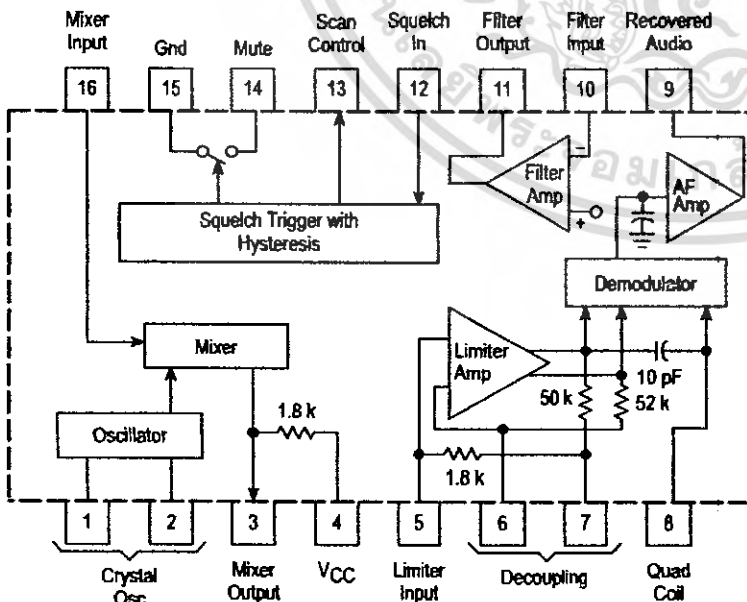 Mixer Input
Gnd
Mute
Scan Control
Squelch In
Filter Output
Filter Input
Recovered Audio
16
15
14
13
12
11
10
9
Filter Amp
−
+
AF Amp
Squelch Trigger with
Hysteresis
Demodulator
Mixer
Limiter Amp
10 pF
50 k
52 k
1.8 k
Oscillator
1.8 k
1
2
3
4
5
6
7
8
Crystal Osc
Mixer Output
VCC
Limiter Input
Decoupling
Quad Coil